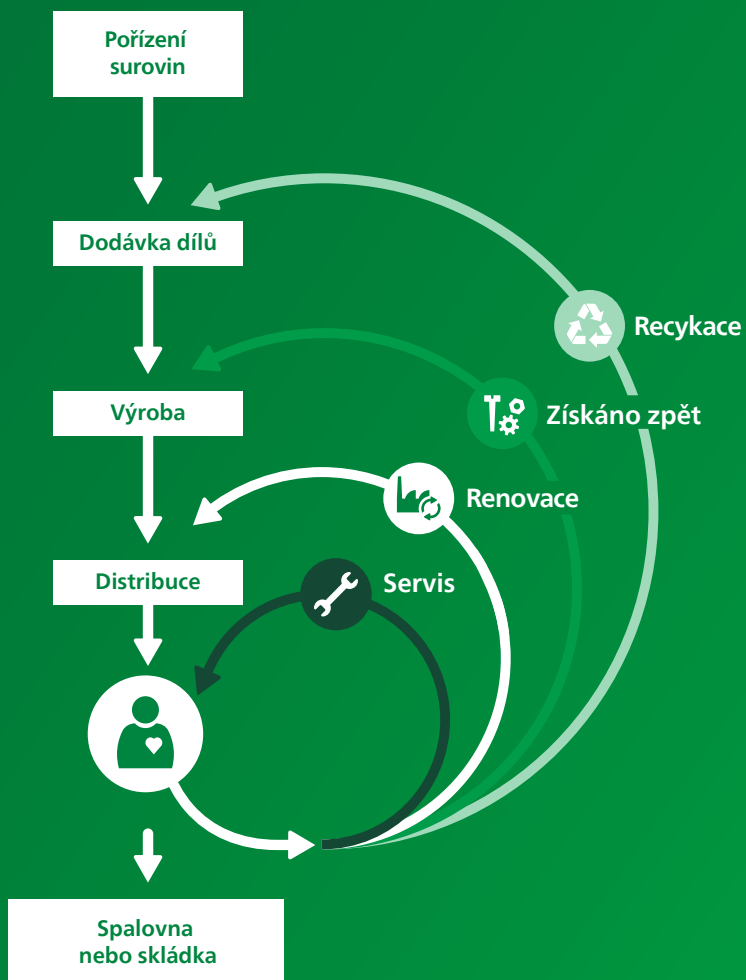 Pořízení
surovin
Dodávka dílů
Recykace
Výroba
Získáno zpět
Renovace
Distribuce
Servis
Spalovna
nebo skládka